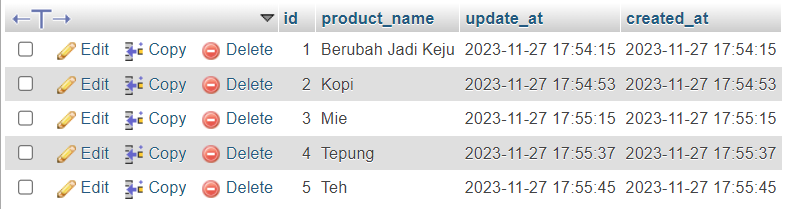 ←T→ id product_name update_at created_at
Edit Copy Delete 1 Berubah Jadi Keju 2023-11-27 17:54:15 2023-11-27 17:54:15
Edit Copy Delete 2 Kopi 2023-11-27 17:54:53 2023-11-27 17:54:53
Edit Copy Delete 3 Mie 2023-11-27 17:55:15 2023-11-27 17:55:15
Edit Copy Delete 4 Tepung 2023-11-27 17:55:37 2023-11-27 17:55:37
Edit Copy Delete 5 Teh 2023-11-27 17:55:45 2023-11-27 17:55:45